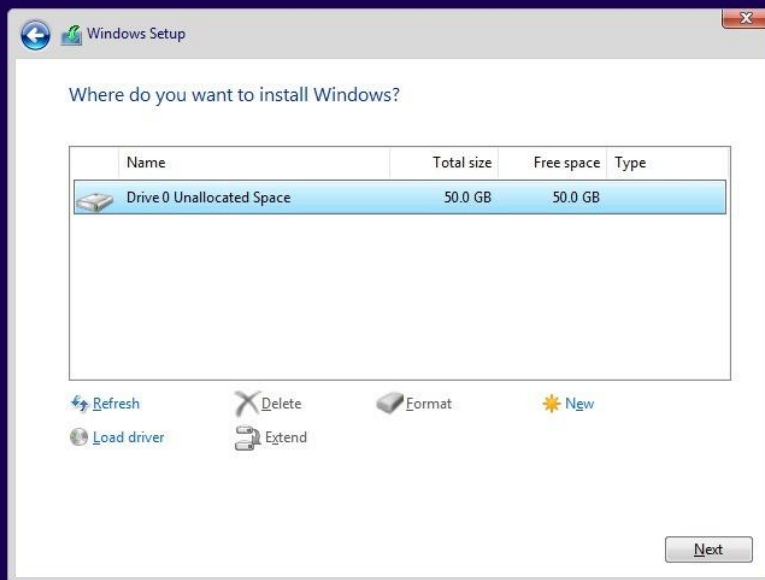 Windows Setup
Where do you want to install Windows?
Name Total size Free space Type
Drive 0 Unallocated Space 50.0 GB 50.0 GB
Refresh Delete Format New
Load driver Extend
Next